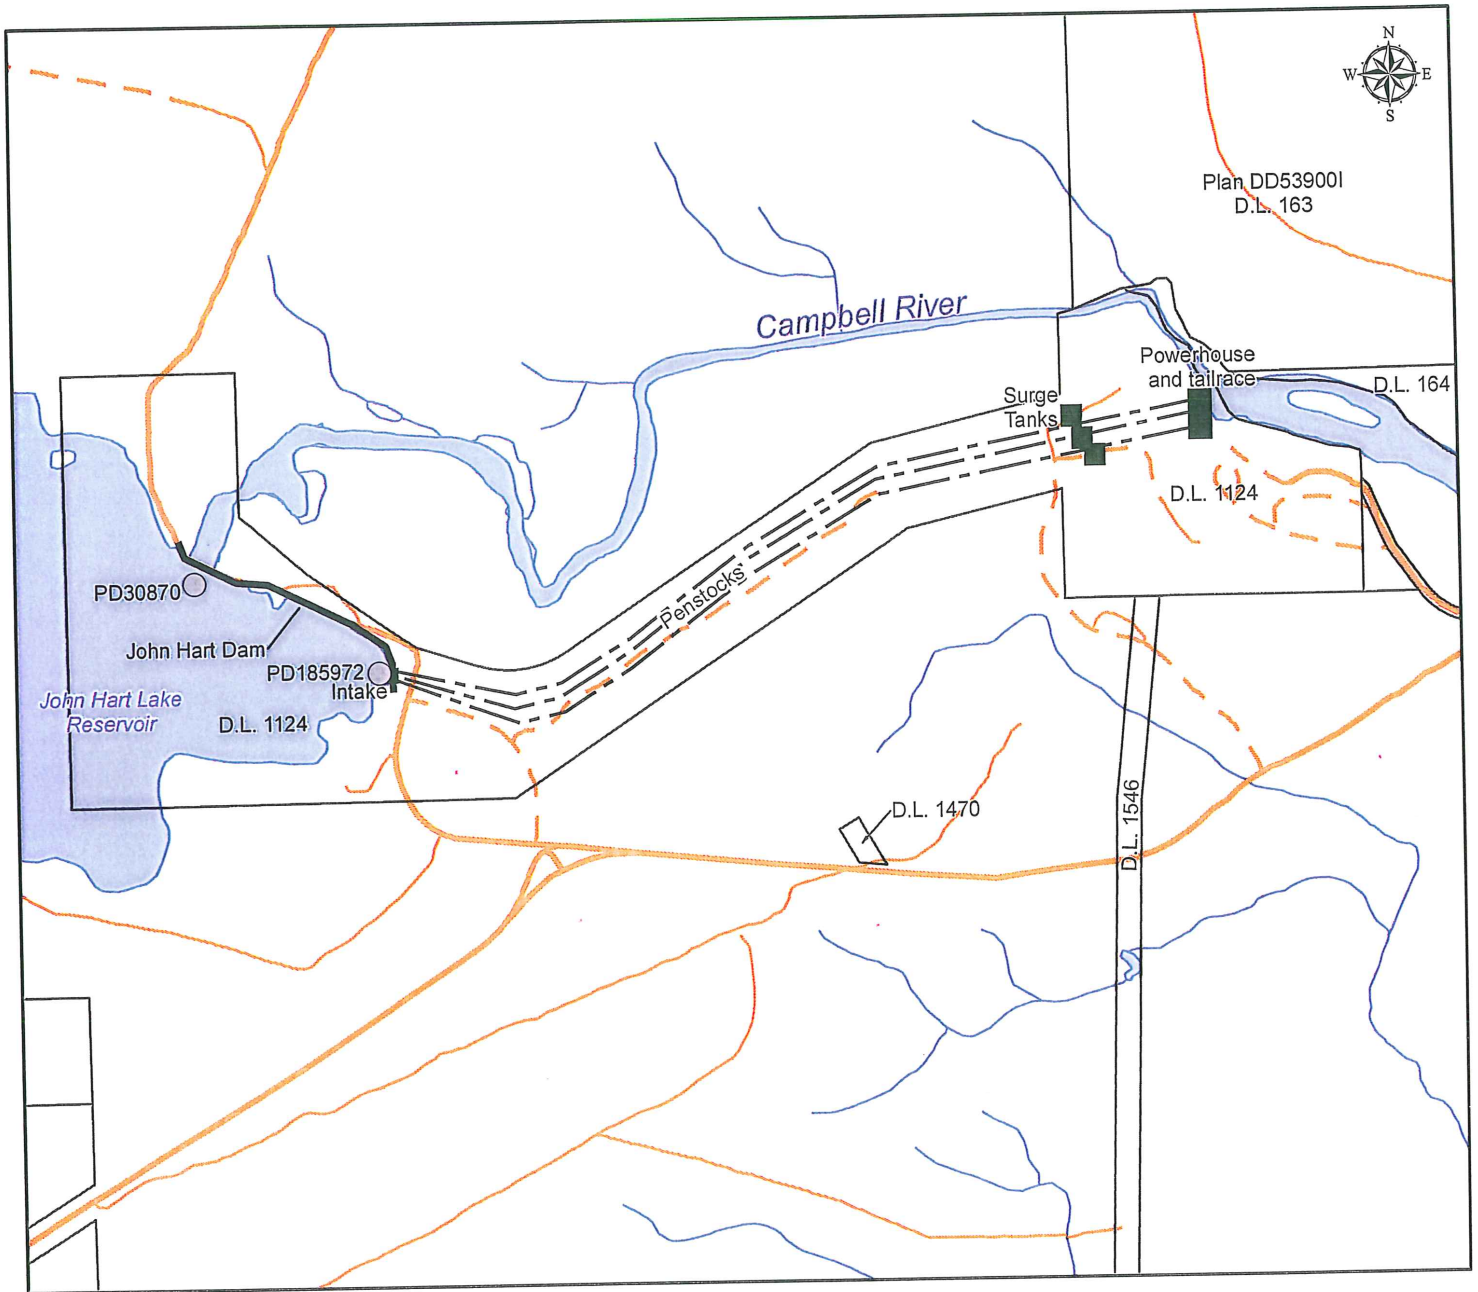 N
W E
S
Plan DD53900I
D.L. 163
Campbell River
Powerhouse
and tailrace
D.L. 164
Surge
Tanks
D.L. 1124
Penstocks
PD30870
John Hart Dam
PD185972
Intake
John Hart Lake
Reservoir
D.L. 1124
D.L. 1470
D.L. 1546